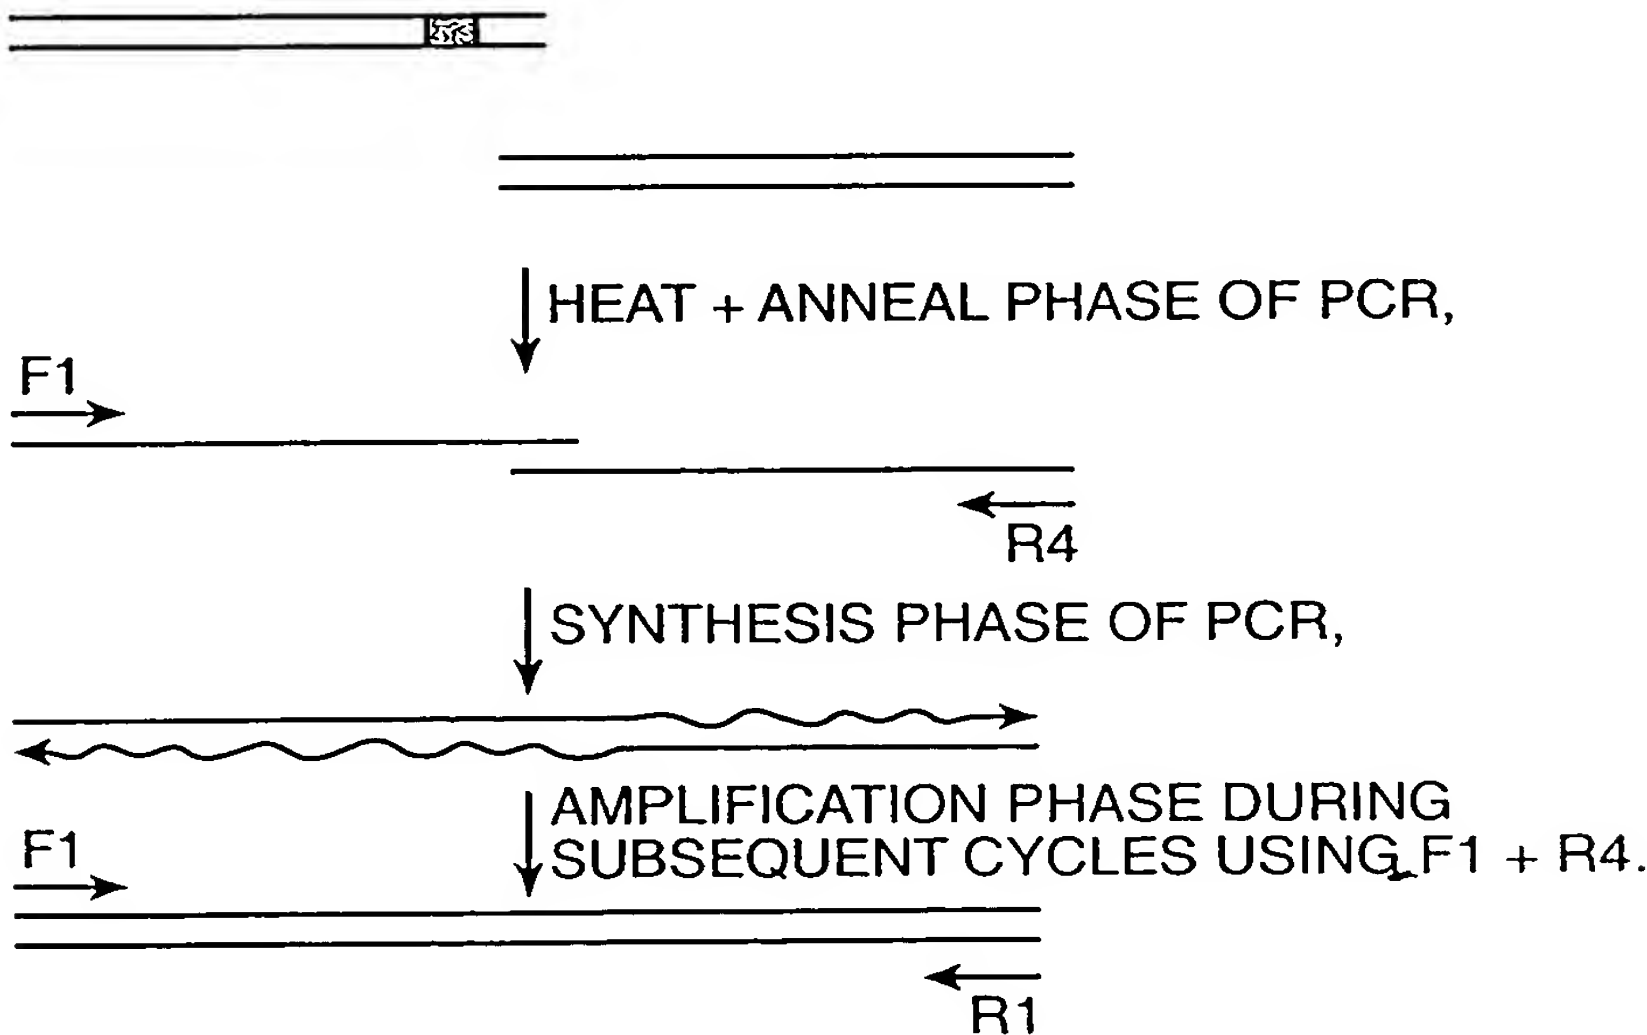 HEAT + ANNEAL PHASE OF PCR,
F1
R4
SYNTHESIS PHASE OF PCR,
AMPLIFICATION PHASE DURING
SUBSEQUENT CYCLES USING F1 + R4.
F1
R1